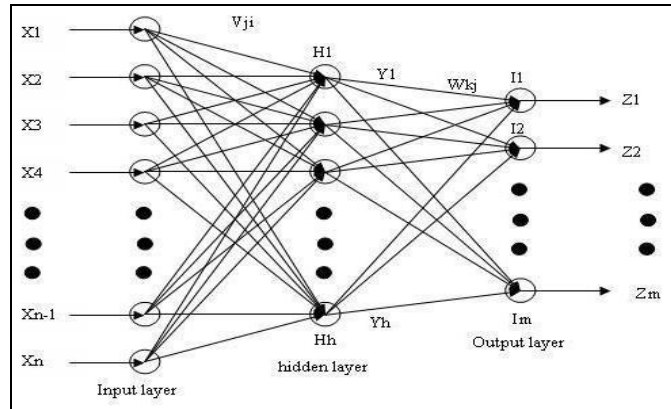 X1
X2
X3
X4
Xn-1
Xn
Input layer
Vji
H1
Hh
hidden layer
Y1
Yh
Wkj
I1
I2
Im
Output layer
Z1
Z2
Zm